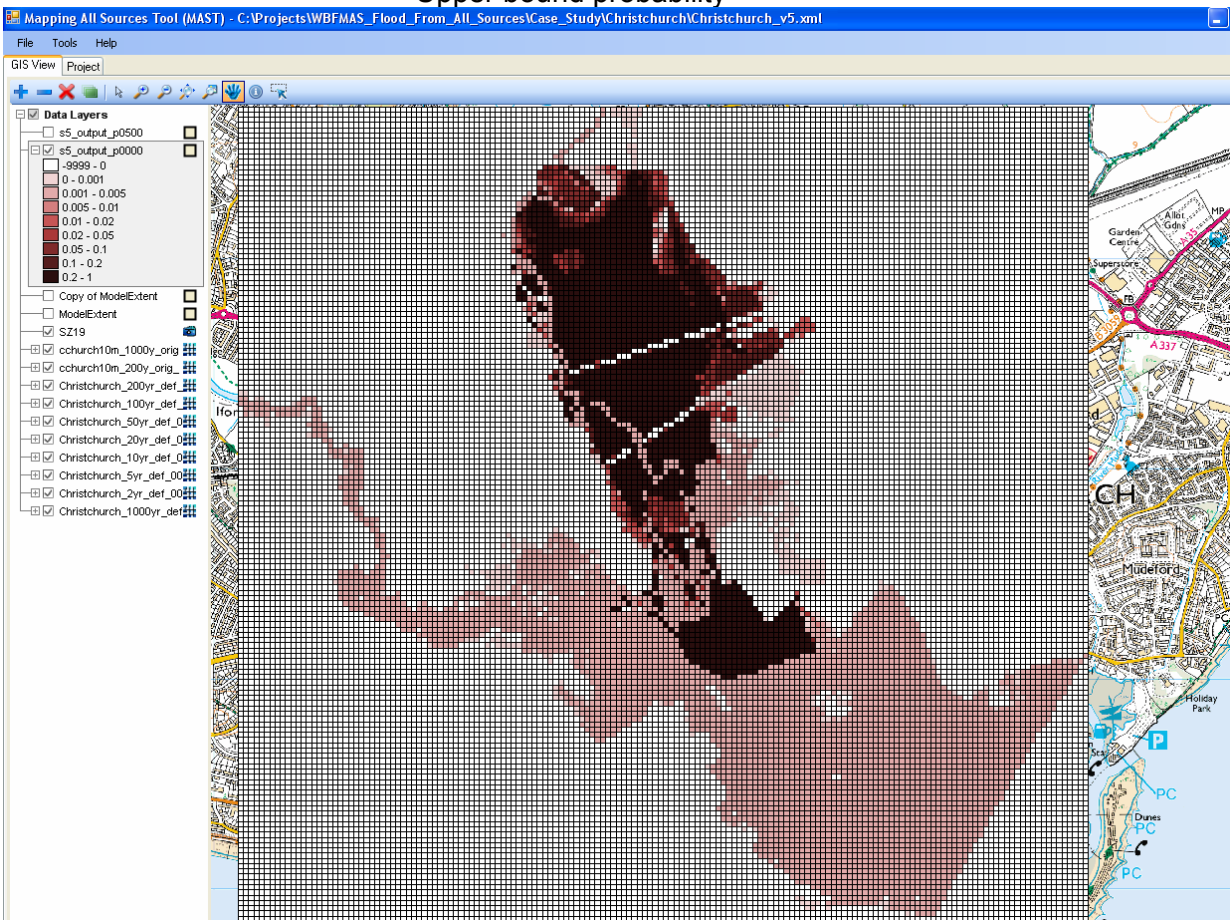 Upper bound probability
Mapping All Sources Tool (MAST) - C:\Projects\WBFMAS_Flood_From_All_Sources\Case_Study\Christchurch\Christchurch_v5.xml
File Tools Help
GIS View Project
Data Layers
s5_output_p0500
s5_output_p0000
-9999 - 0
0 - 0.001
0.001 - 0.005
0.005 - 0.01
0.01 - 0.02
0.02 - 0.05
0.05 - 0.1
0.1 - 0.2
0.2 - 1
Copy of ModelExtent
ModelExtent
SZ19
cchurch10m_1000y_orig
cchurch10m_200y_orig_
Christchurch_200yr_def_
Christchurch_100yr_def_
Christchurch_50yr_def_0
Christchurch_20yr_def_0
Christchurch_10yr_def_0
Christchurch_5yr_def_00
Christchurch_2yr_def_00
Christchurch_1000yr_def
Ifor
Allot
Gdns
MP
Garden
Centre
A35
Superstore
FB
A337
CH
Mudeford
Holiday
Park
P
Sta
PC
Dunes
PC
PC